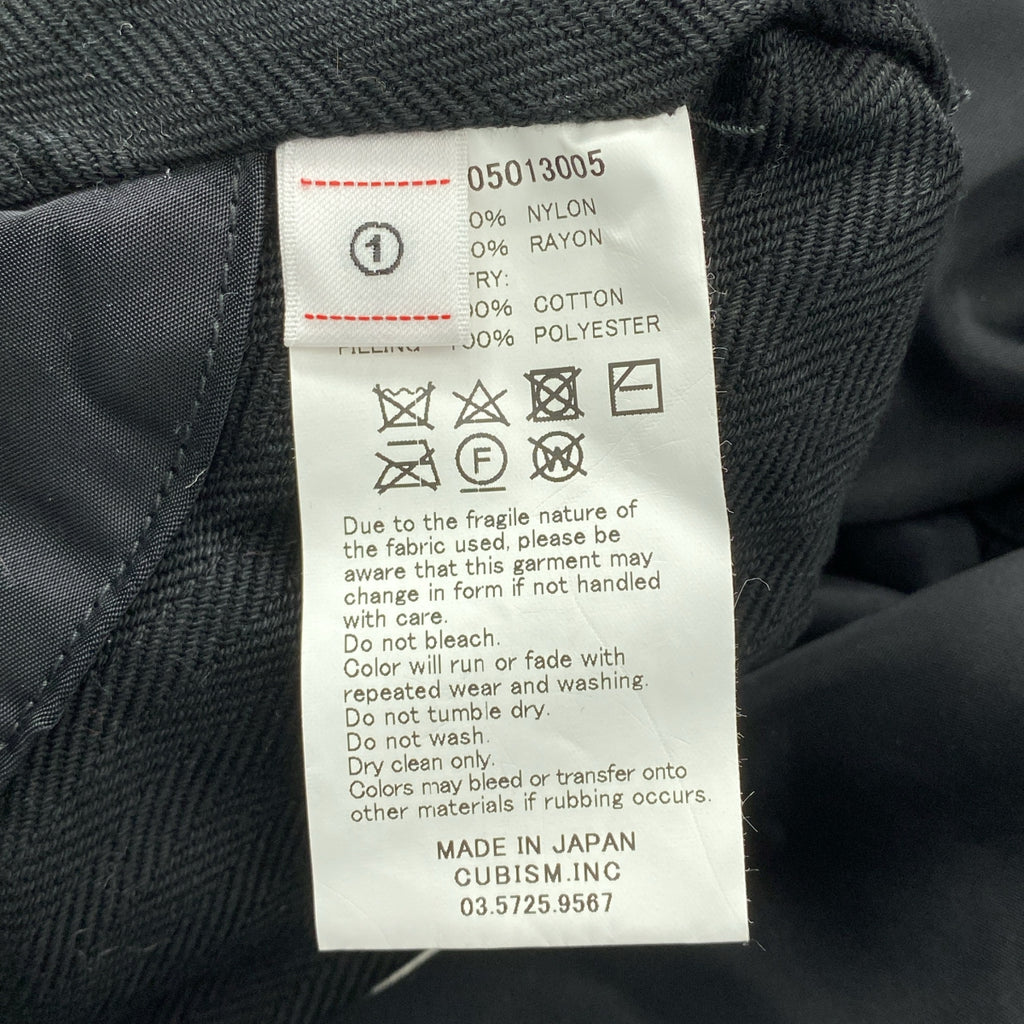 ①
05013005
0% NYLON
0% RAYON
TRY:
00% COTTON
FILLING 100% POLYESTER
F
W
Due to the fragile nature of
the fabric used, please be
aware that this garment may
change in form if not handled
with care.
Do not bleach.
Color will run or fade with
repeated wear and washing.
Do not tumble dry.
Do not wash.
Dry clean only.
Colors may bleed or transfer onto
other materials if rubbing occurs.
MADE IN JAPAN
CUBISM.INC
03.5725.9567